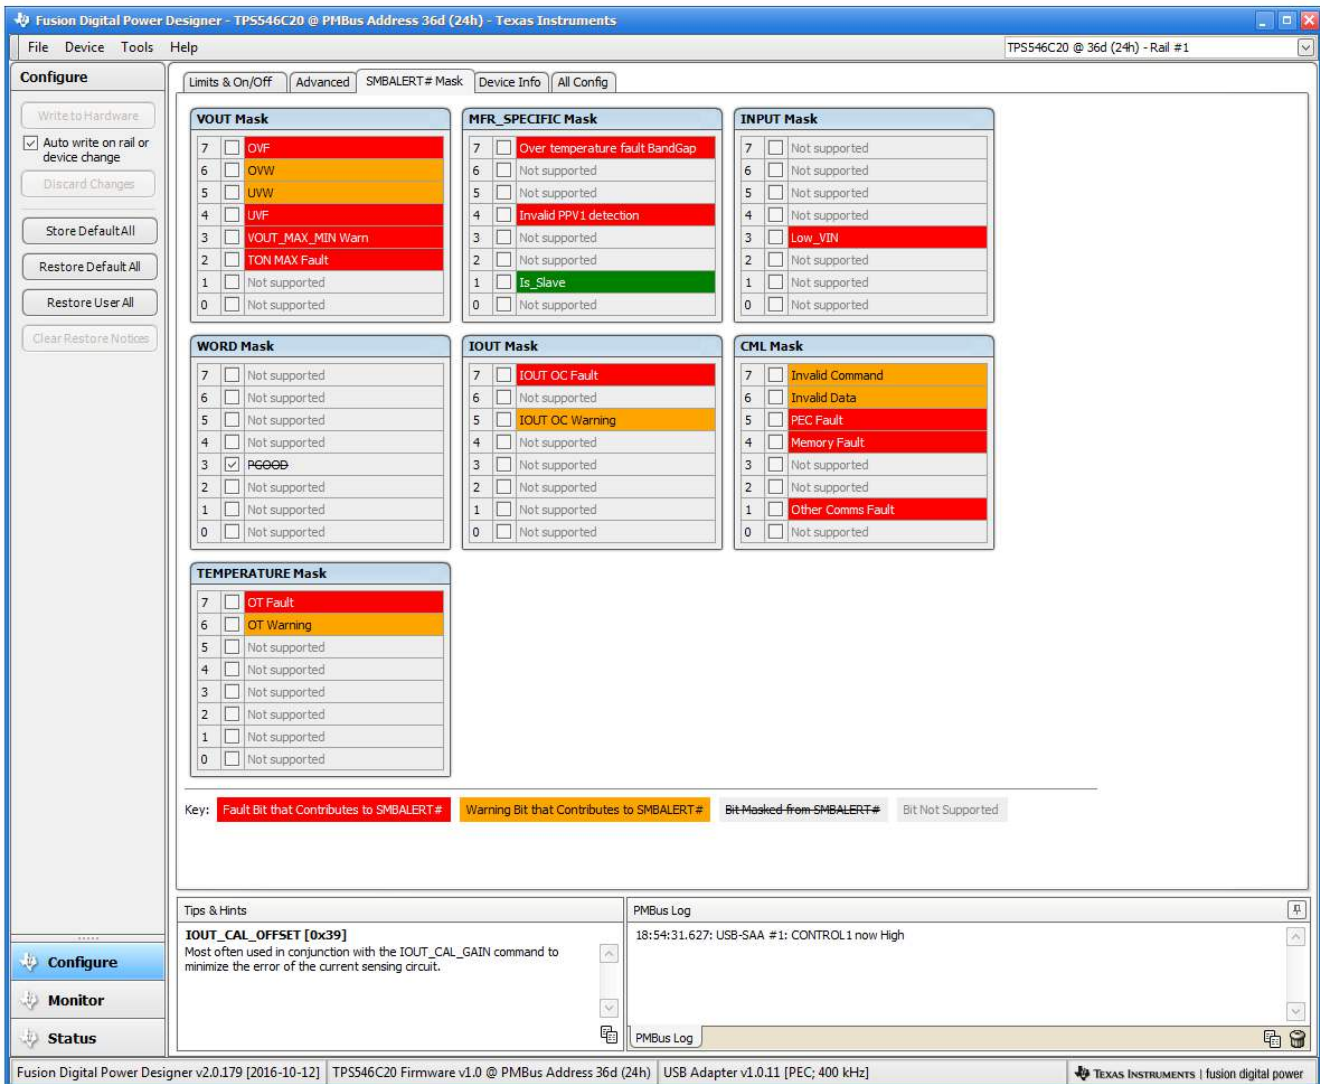 Fusion Digital Power Designer - TPS546C20 @ PMBus Address 36d (24h) - Texas Instruments
File Device Tools Help
TPS546C20 @ 36d (24h) - Rail #1
Configure
Write to Hardware
Auto write on rail or
device change
Discard Changes
Store Default All
Restore Default All
Restore User All
Clear Restore Notices
Limits & On/Off Advanced SMBALERT# Mask Device Info All Config
VOUT Mask
7 OVF
6 OVW
5 UVW
4 UVF
3 VOUT_MAX_MIN Warn
2 TON MAX Fault
1 Not supported
0 Not supported
MFR_SPECIFIC Mask
7 Over temperature fault BandGap
6 Not supported
5 Not supported
4 Invalid PPV1 detection
3 Not supported
2 Not supported
1 Is_Slave
0 Not supported
INPUT Mask
7 Not supported
6 Not supported
5 Not supported
4 Not supported
3 Low_VIN
2 Not supported
1 Not supported
0 Not supported
WORD Mask
7 Not supported
6 Not supported
5 Not supported
4 Not supported
3 PGOOD
2 Not supported
1 Not supported
0 Not supported
IOUT Mask
7 IOUT OC Fault
6 Not supported
5 IOUT OC Warning
4 Not supported
3 Not supported
2 Not supported
1 Not supported
0 Not supported
CML Mask
7 Invalid Command
6 Invalid Data
5 PEC Fault
4 Memory Fault
3 Not supported
2 Not supported
1 Other Comms Fault
0 Not supported
TEMPERATURE Mask
7 OT Fault
6 OT Warning
5 Not supported
4 Not supported
3 Not supported
2 Not supported
1 Not supported
0 Not supported
Key: Fault Bit that Contributes to SMBALERT# Warning Bit that Contributes to SMBALERT# Bit Masked from SMBALERT# Bit Not Supported
Tips & Hints
IOUT_CAL_OFFSET [0x39]
Most often used in conjunction with the IOUT_CAL_GAIN command to
minimize the error of the current sensing circuit.
PMBus Log
18:54:31.627: USB-SAA #1: CONTROL1 now High
PMBus Log
Configure
Monitor
Status
Fusion Digital Power Designer v2.0.179 [2016-10-12] TPS546C20 Firmware v1.0 @ PMBus Address 36d (24h) USB Adapter v1.0.11 [PEC; 400 kHz] TEXAS INSTRUMENTS | fusion digital power